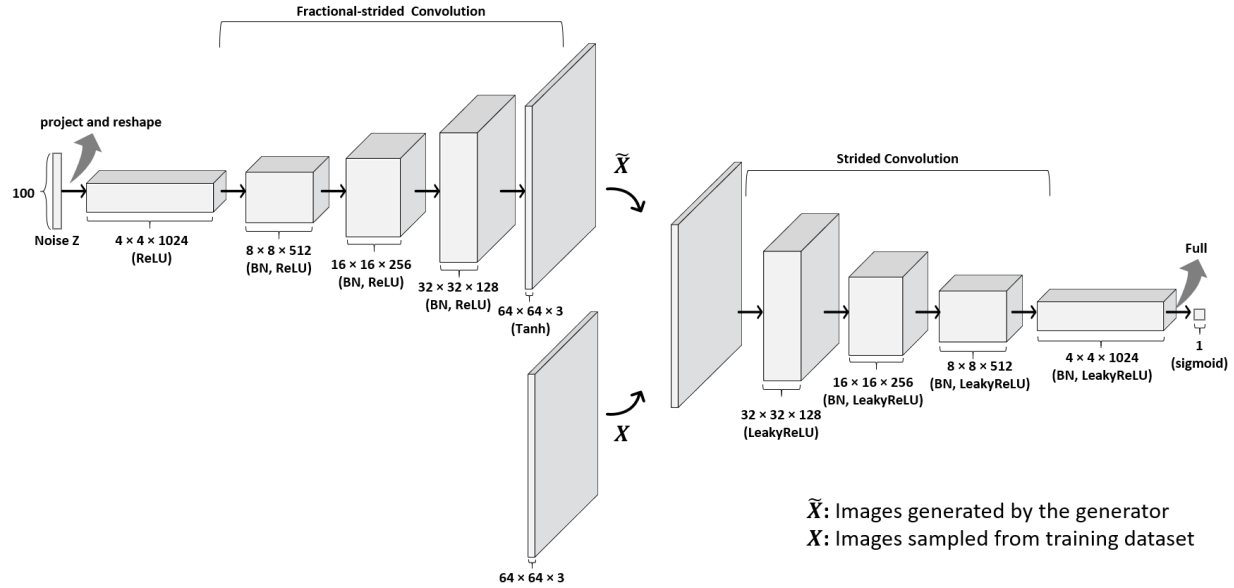 Fractional-strided Convolution
project and reshape
100
Noise Z
4 × 4 × 1024
(ReLU)
8 × 8 × 512
(BN, ReLU)
16 × 16 × 256
(BN, ReLU)
32 × 32 × 128
(BN, ReLU)
64 × 64 × 3
(Tanh)
X̃
X
64 × 64 × 3
Strided Convolution
32 × 32 × 128
(LeakyReLU)
16 × 16 × 256
(BN, LeakyReLU)
8 × 8 × 512
(BN, LeakyReLU)
4 × 4 × 1024
(BN, LeakyReLU)
Full
1
(sigmoid)
X̃: Images generated by the generator
X: Images sampled from training dataset